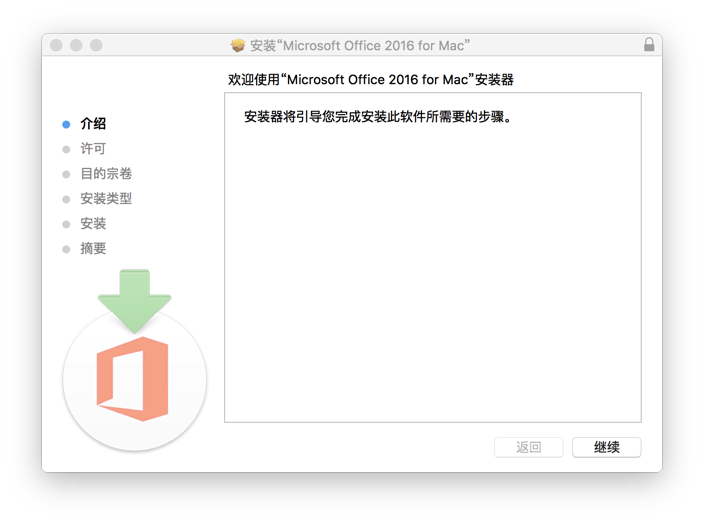 安装“Microsoft Office 2016 for Mac”
欢迎使用“Microsoft Office 2016 for Mac”安装器
介绍
许可
目的宗卷
安装类型
安装
摘要
安装器将引导您完成安装此软件所需要的步骤。
返回
继续